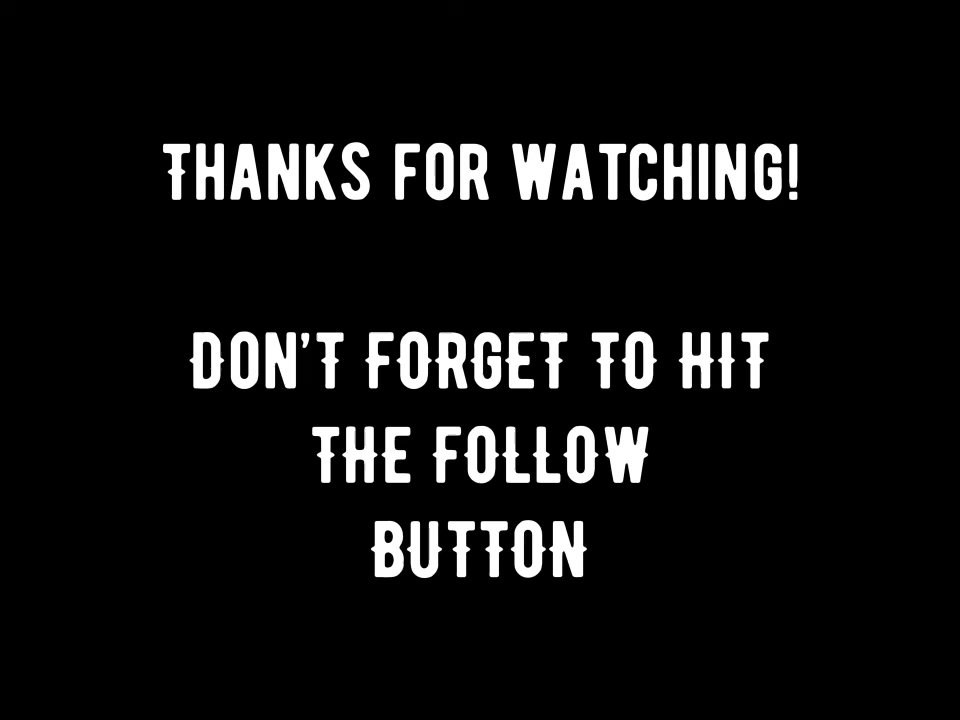 THANKS FOR WATCHING!
DON'T FORGET TO HIT
THE FOLLOW
BUTTON